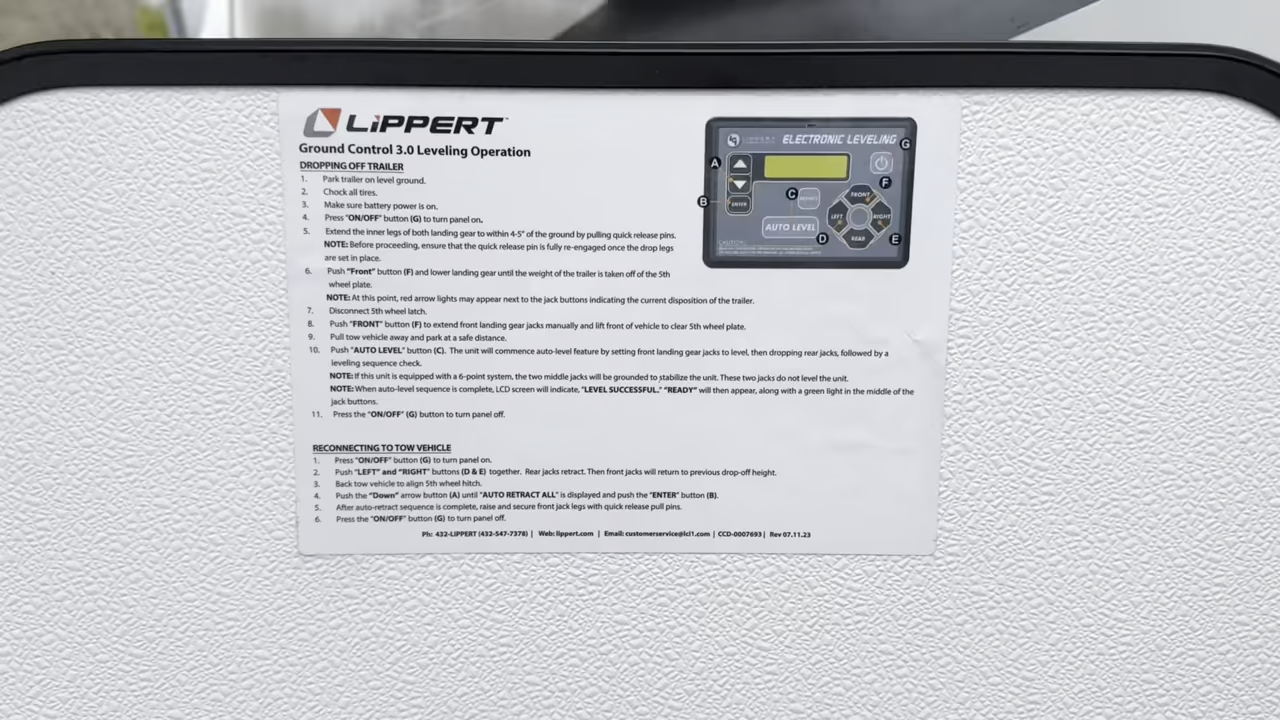 LiPPERT
Ground Control 3.0 Leveling Operation
DROPPING OFF TRAILER
1. Park trailer on level ground.
2. Chock all tires.
3. Make sure battery power is on.
4. Press "ON/OFF" button (G) to turn panel on.
5. Extend the inner legs of both landing gear to within 4-5" of the ground by pulling quick release pins.
NOTE: Before proceeding, ensure that the quick release pin is fully re-engaged once the drop legs
are set in place.
6. Push "Front" button (F) and lower landing gear until the weight of the trailer is taken off of the 5th
wheel plate.
NOTE: At this point, red arrow lights may appear next to the jack buttons indicating the current disposition of the trailer.
7. Disconnect 5th wheel latch.
8. Push "FRONT" button (F) to extend front landing gear jacks manually and lift front of vehicle to clear 5th wheel plate.
9. Pull tow vehicle away and park at a safe distance.
10. Push "AUTO LEVEL" button (C). The unit will commence auto-level feature by setting front landing gear jacks to level, then dropping rear jacks, followed by a
leveling sequence check.
NOTE: If this unit is equipped with a 6-point system, the two middle jacks will be grounded to stabilize the unit. These two jacks do not level the unit.
NOTE: When auto-level sequence is complete, LCD screen will indicate, "LEVEL SUCCESSFUL." "READY" will then appear, along with a green light in the middle of the
jack buttons.
11. Press the "ON/OFF" (G) button to turn panel off.
RECONNECTING TO TOW VEHICLE
1. Press "ON/OFF" button (G) to turn panel on.
2. Push "LEFT" and "RIGHT" buttons (D & E) together. Rear jacks retract. Then front jacks will return to previous drop-off height.
3. Back tow vehicle to align 5th wheel hitch.
4. Push the "Down" arrow button (A) until "AUTO RETRACT ALL" is displayed and push the "ENTER" button (B).
5. After auto-retract sequence is complete, raise and secure front jack legs with quick release pull pins.
6. Press the "ON/OFF" button (G) to turn panel off.
Ph: 432-LIPPERT (432-547-7378) | Web: lippert.com | Email: customerservice@lci1.com | CCD-0007693 | Rev 07.11.23
ELECTRONIC LEVELING
G
A
F
C
FRONT
B
ENTER
LEFT
RIGHT
AUTO LEVEL
D
REAR
E
CAUTION: